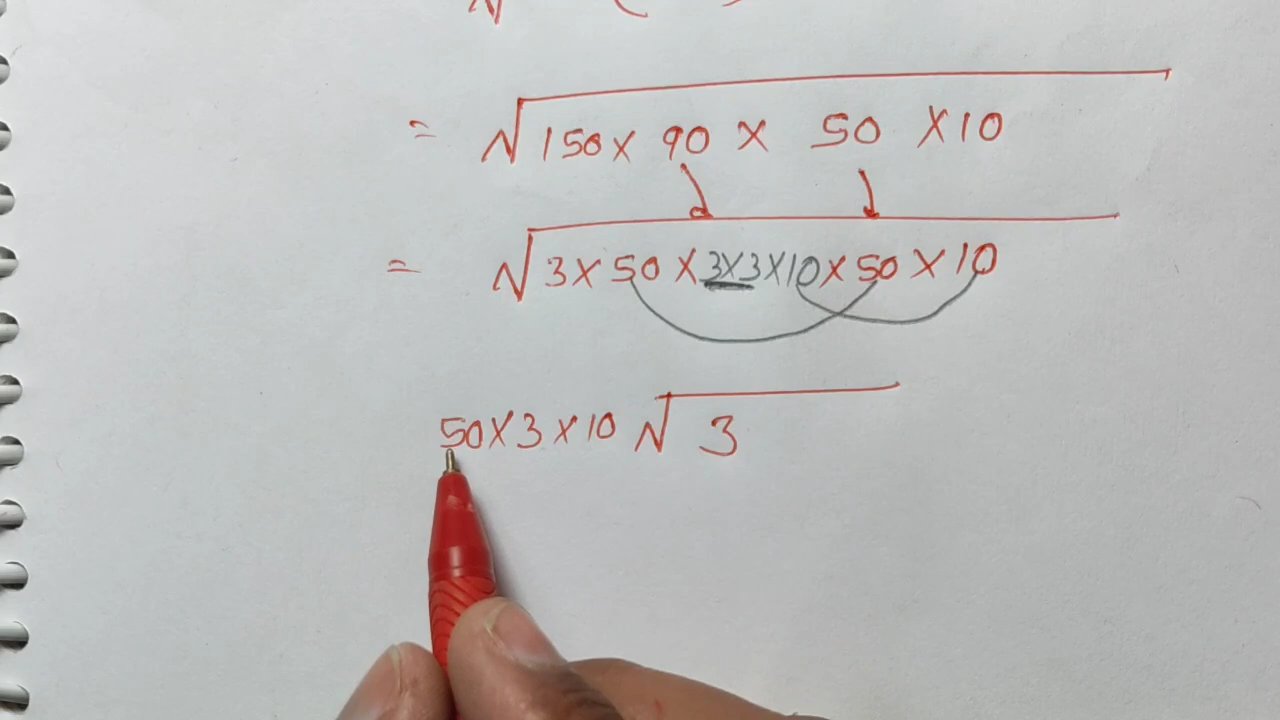 = √150 × 90 × 50 × 10
= √3 × 50 × 3×3×10 × 50 × 10
50 × 3 × 10 √3